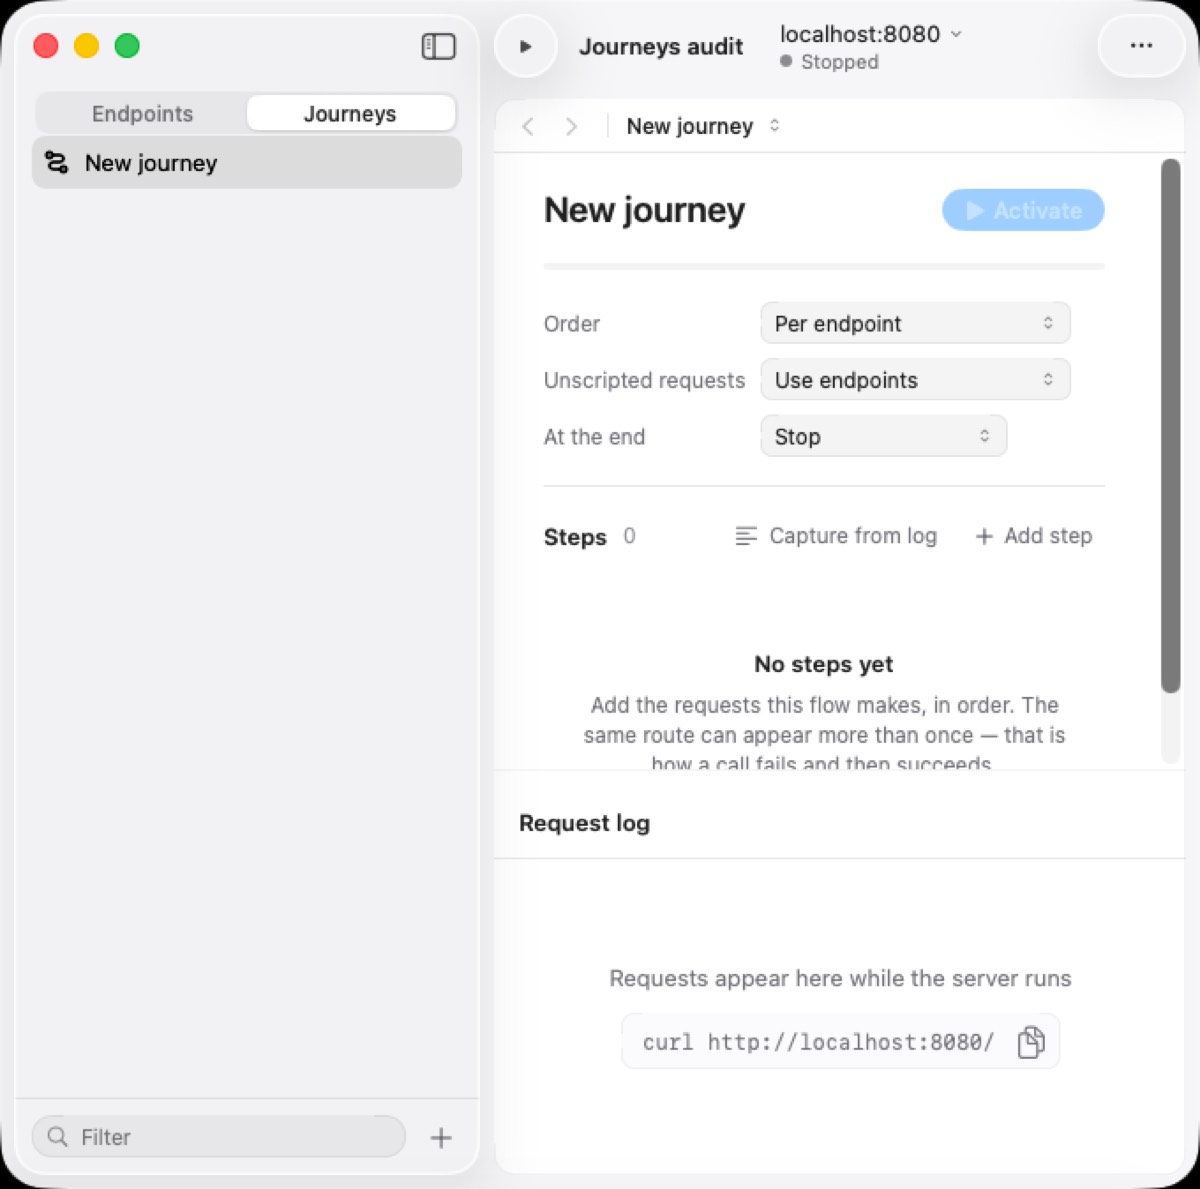 Endpoints
Journeys
New journey
Filter
Journeys audit
localhost:8080
Stopped
New journey
New journey
Activate
Order
Per endpoint
Unscripted requests
Use endpoints
At the end
Stop
Steps 0
Capture from log
Add step
No steps yet
Add the requests this flow makes, in order. The
same route can appear more than once — that is
how a call fails and then succeeds.
Request log
Requests appear here while the server runs
curl http://localhost:8080/